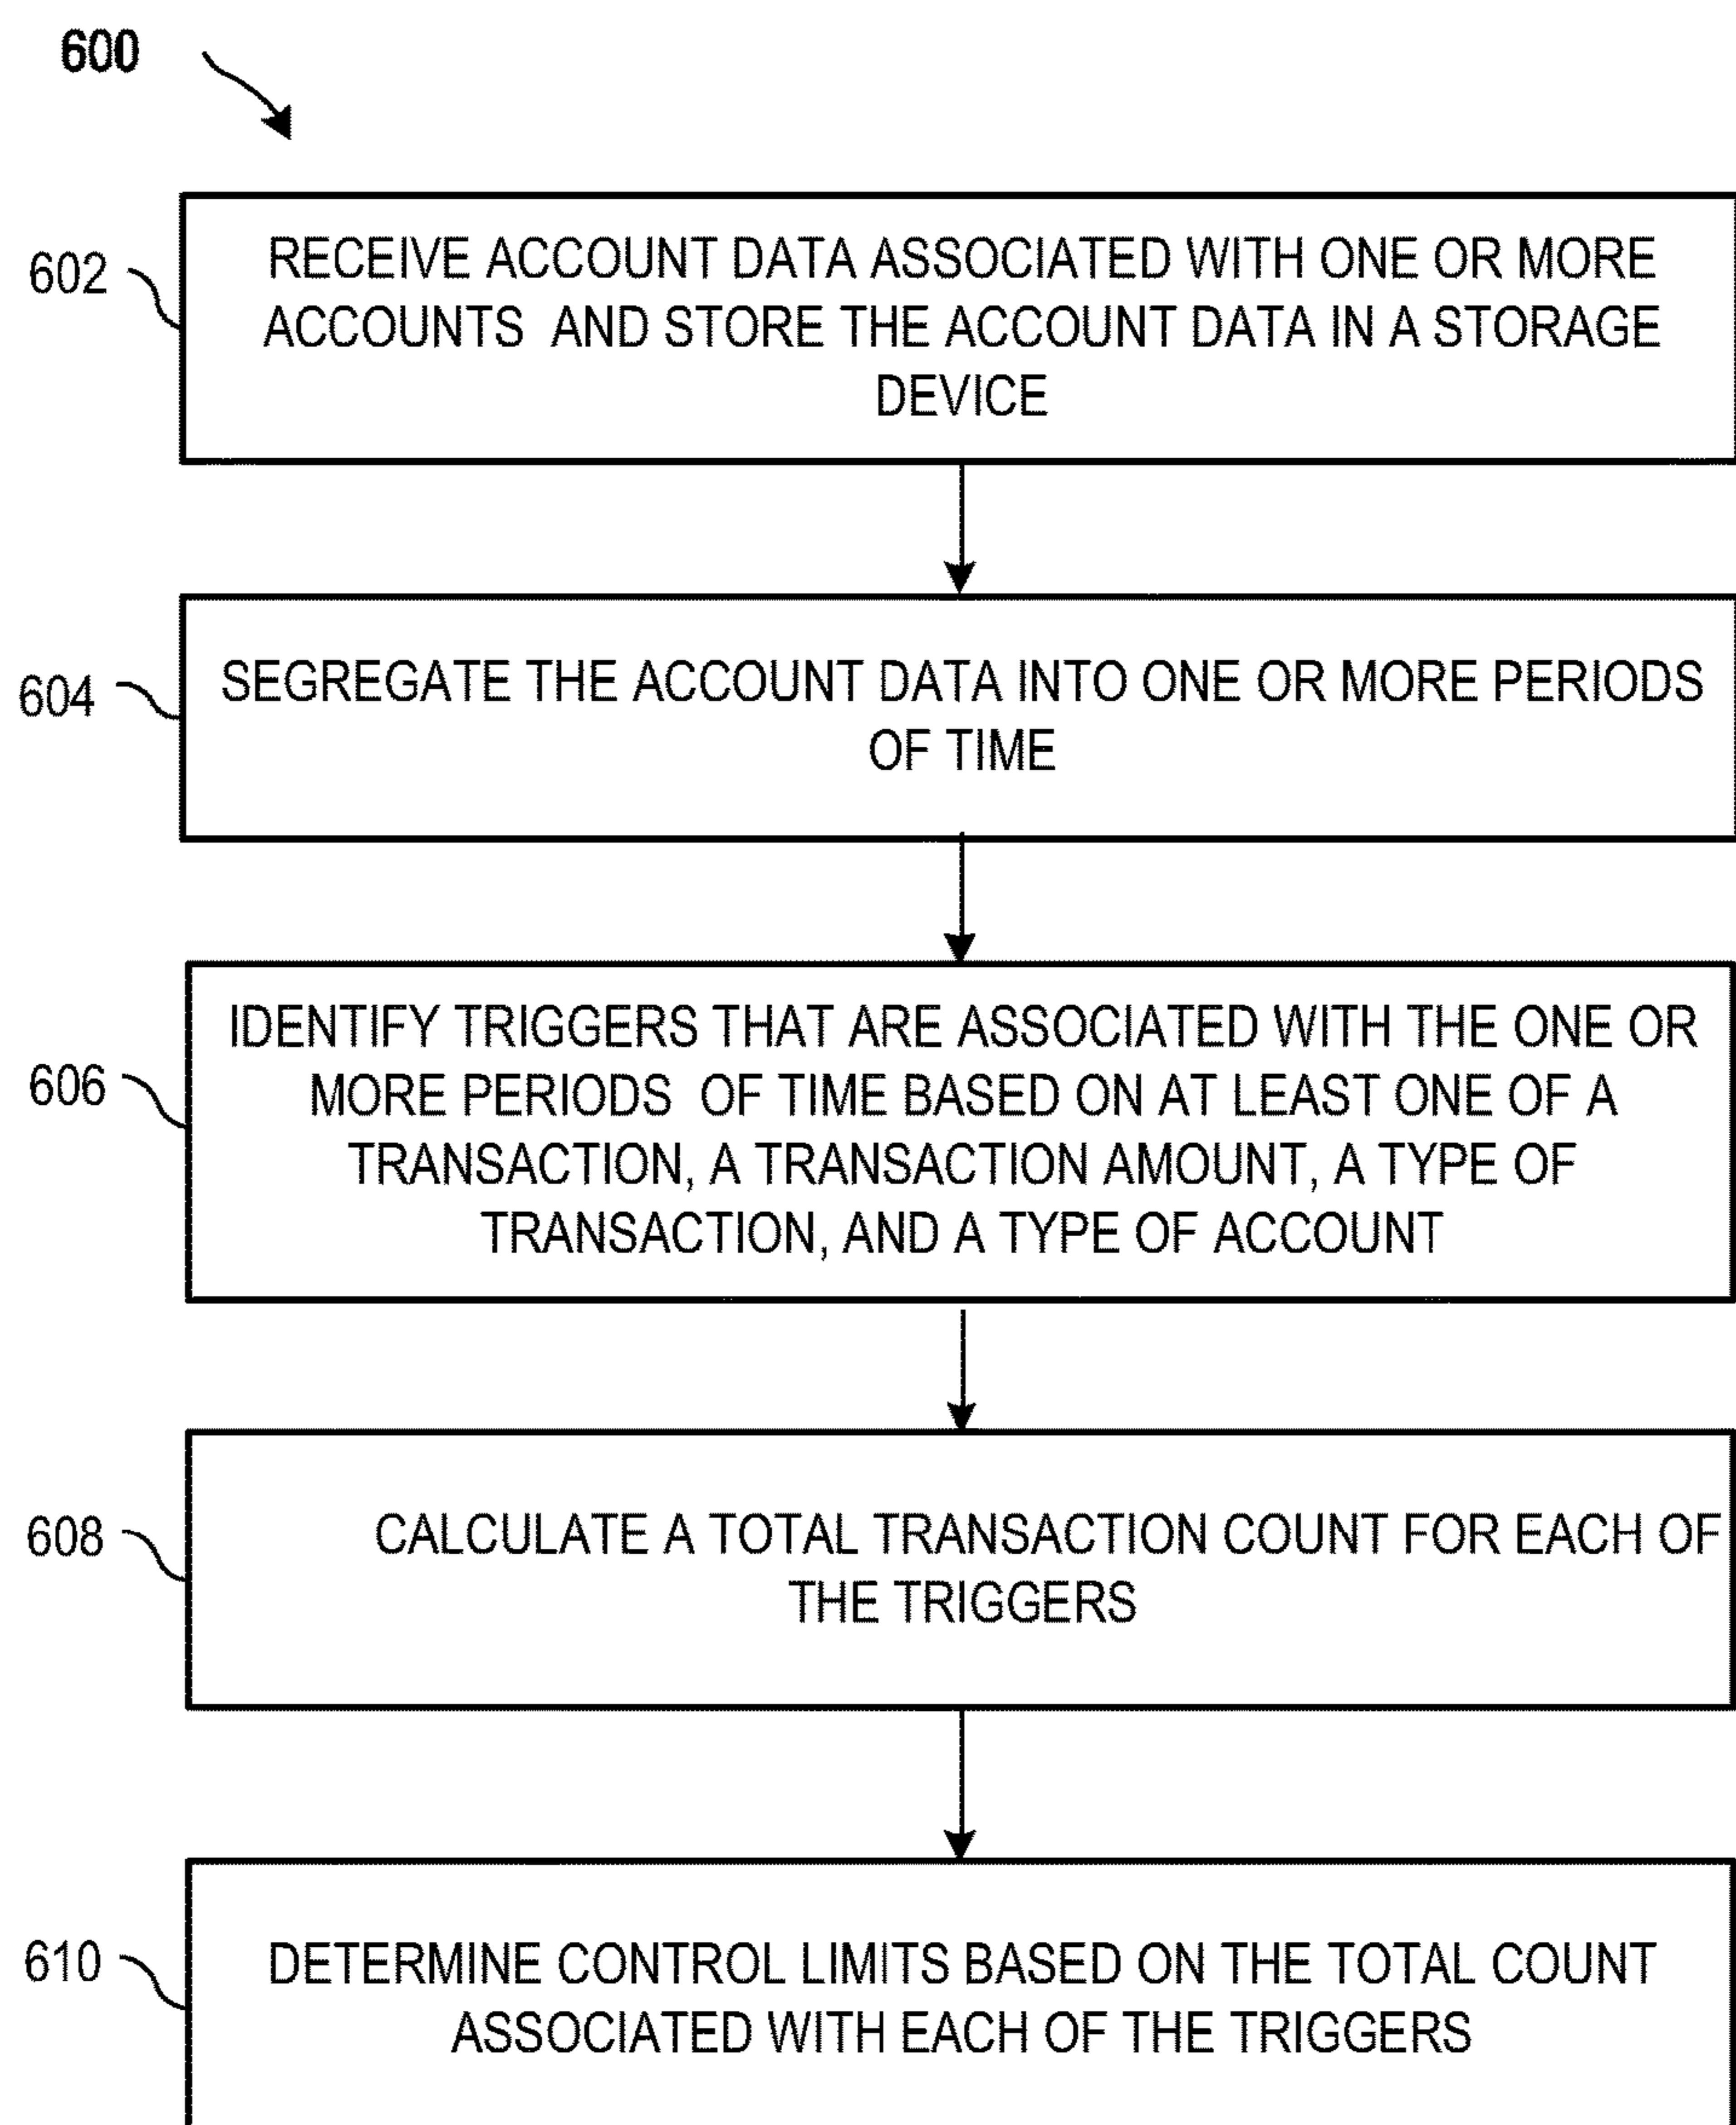 600
602
RECEIVE ACCOUNT DATA ASSOCIATED WITH ONE OR MORE
ACCOUNTS AND STORE THE ACCOUNT DATA IN A STORAGE
DEVICE
604
SEGREGATE THE ACCOUNT DATA INTO ONE OR MORE PERIODS
OF TIME
606
IDENTIFY TRIGGERS THAT ARE ASSOCIATED WITH THE ONE OR
MORE PERIODS OF TIME BASED ON AT LEAST ONE OF A
TRANSACTION, A TRANSACTION AMOUNT, A TYPE OF
TRANSACTION, AND A TYPE OF ACCOUNT
608
CALCULATE A TOTAL TRANSACTION COUNT FOR EACH OF
THE TRIGGERS
610
DETERMINE CONTROL LIMITS BASED ON THE TOTAL COUNT
ASSOCIATED WITH EACH OF THE TRIGGERS